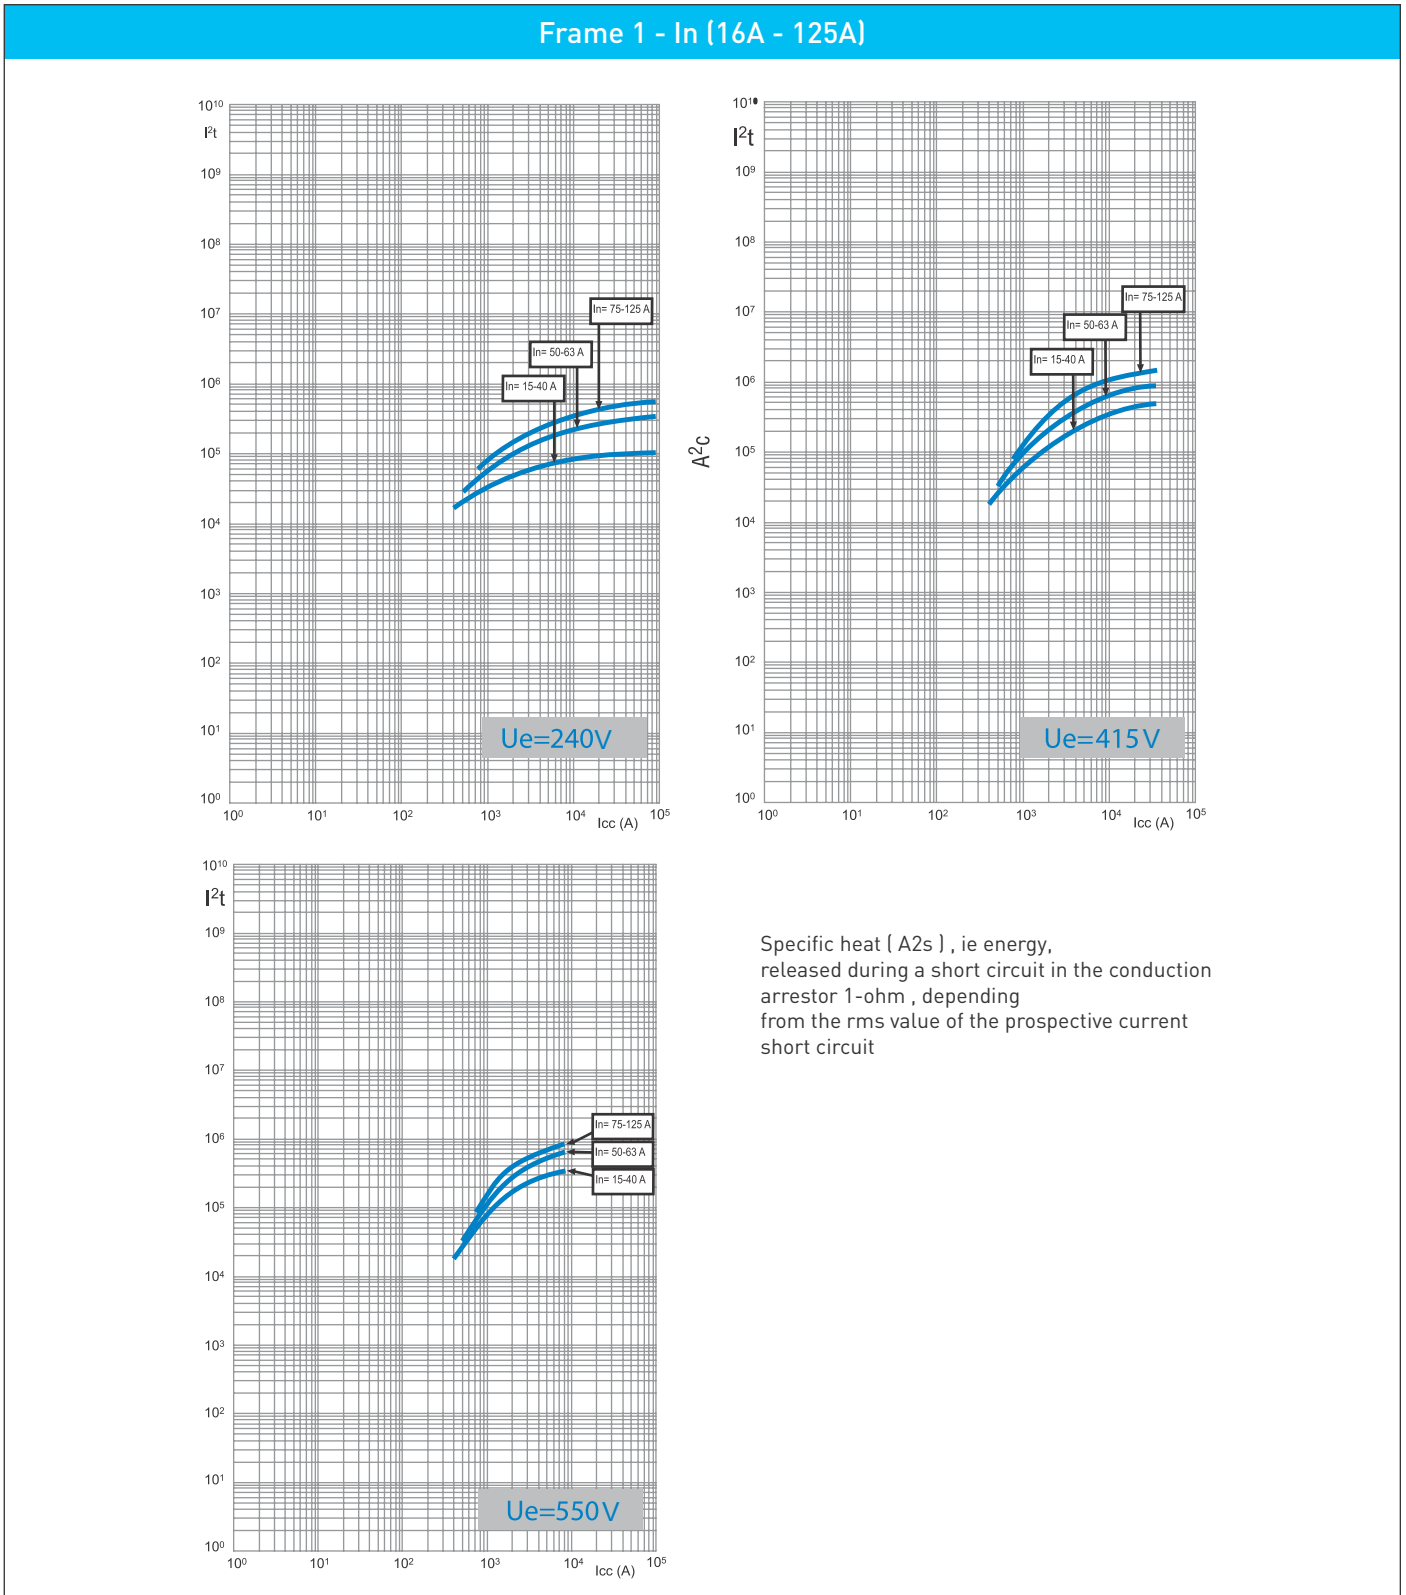 Frame 1 - In (16A - 125A)
10¹⁰
I²t
10⁹
10⁸
10⁷
10⁶
10⁵
10⁴
10³
10²
10¹
10⁰
In= 75-125 A
In= 50-63 A
In= 15-40 A
Ue=240V
10⁰ 10¹ 10² 10³ 10⁴ 10⁵
Icc (A)
10¹⁰
I²t
10⁹
10⁸
10⁷
10⁶
A²c
10⁵
10⁴
10³
10²
10¹
10⁰
In= 75-125 A
In= 50-63 A
In= 15-40 A
Ue=415V
10⁰ 10¹ 10² 10³ 10⁴ 10⁵
Icc (A)
10¹⁰
I²t
10⁹
10⁸
10⁷
10⁶
10⁵
10⁴
10³
10²
10¹
10⁰
In= 75-125 A
In= 50-63 A
In= 15-40 A
Ue=550V
10⁰ 10¹ 10² 10³ 10⁴ 10⁵
Icc (A)
Specific heat ( A2s ) , ie energy,
released during a short circuit in the conduction
arrestor 1-ohm , depending
from the rms value of the prospective current
short circuit